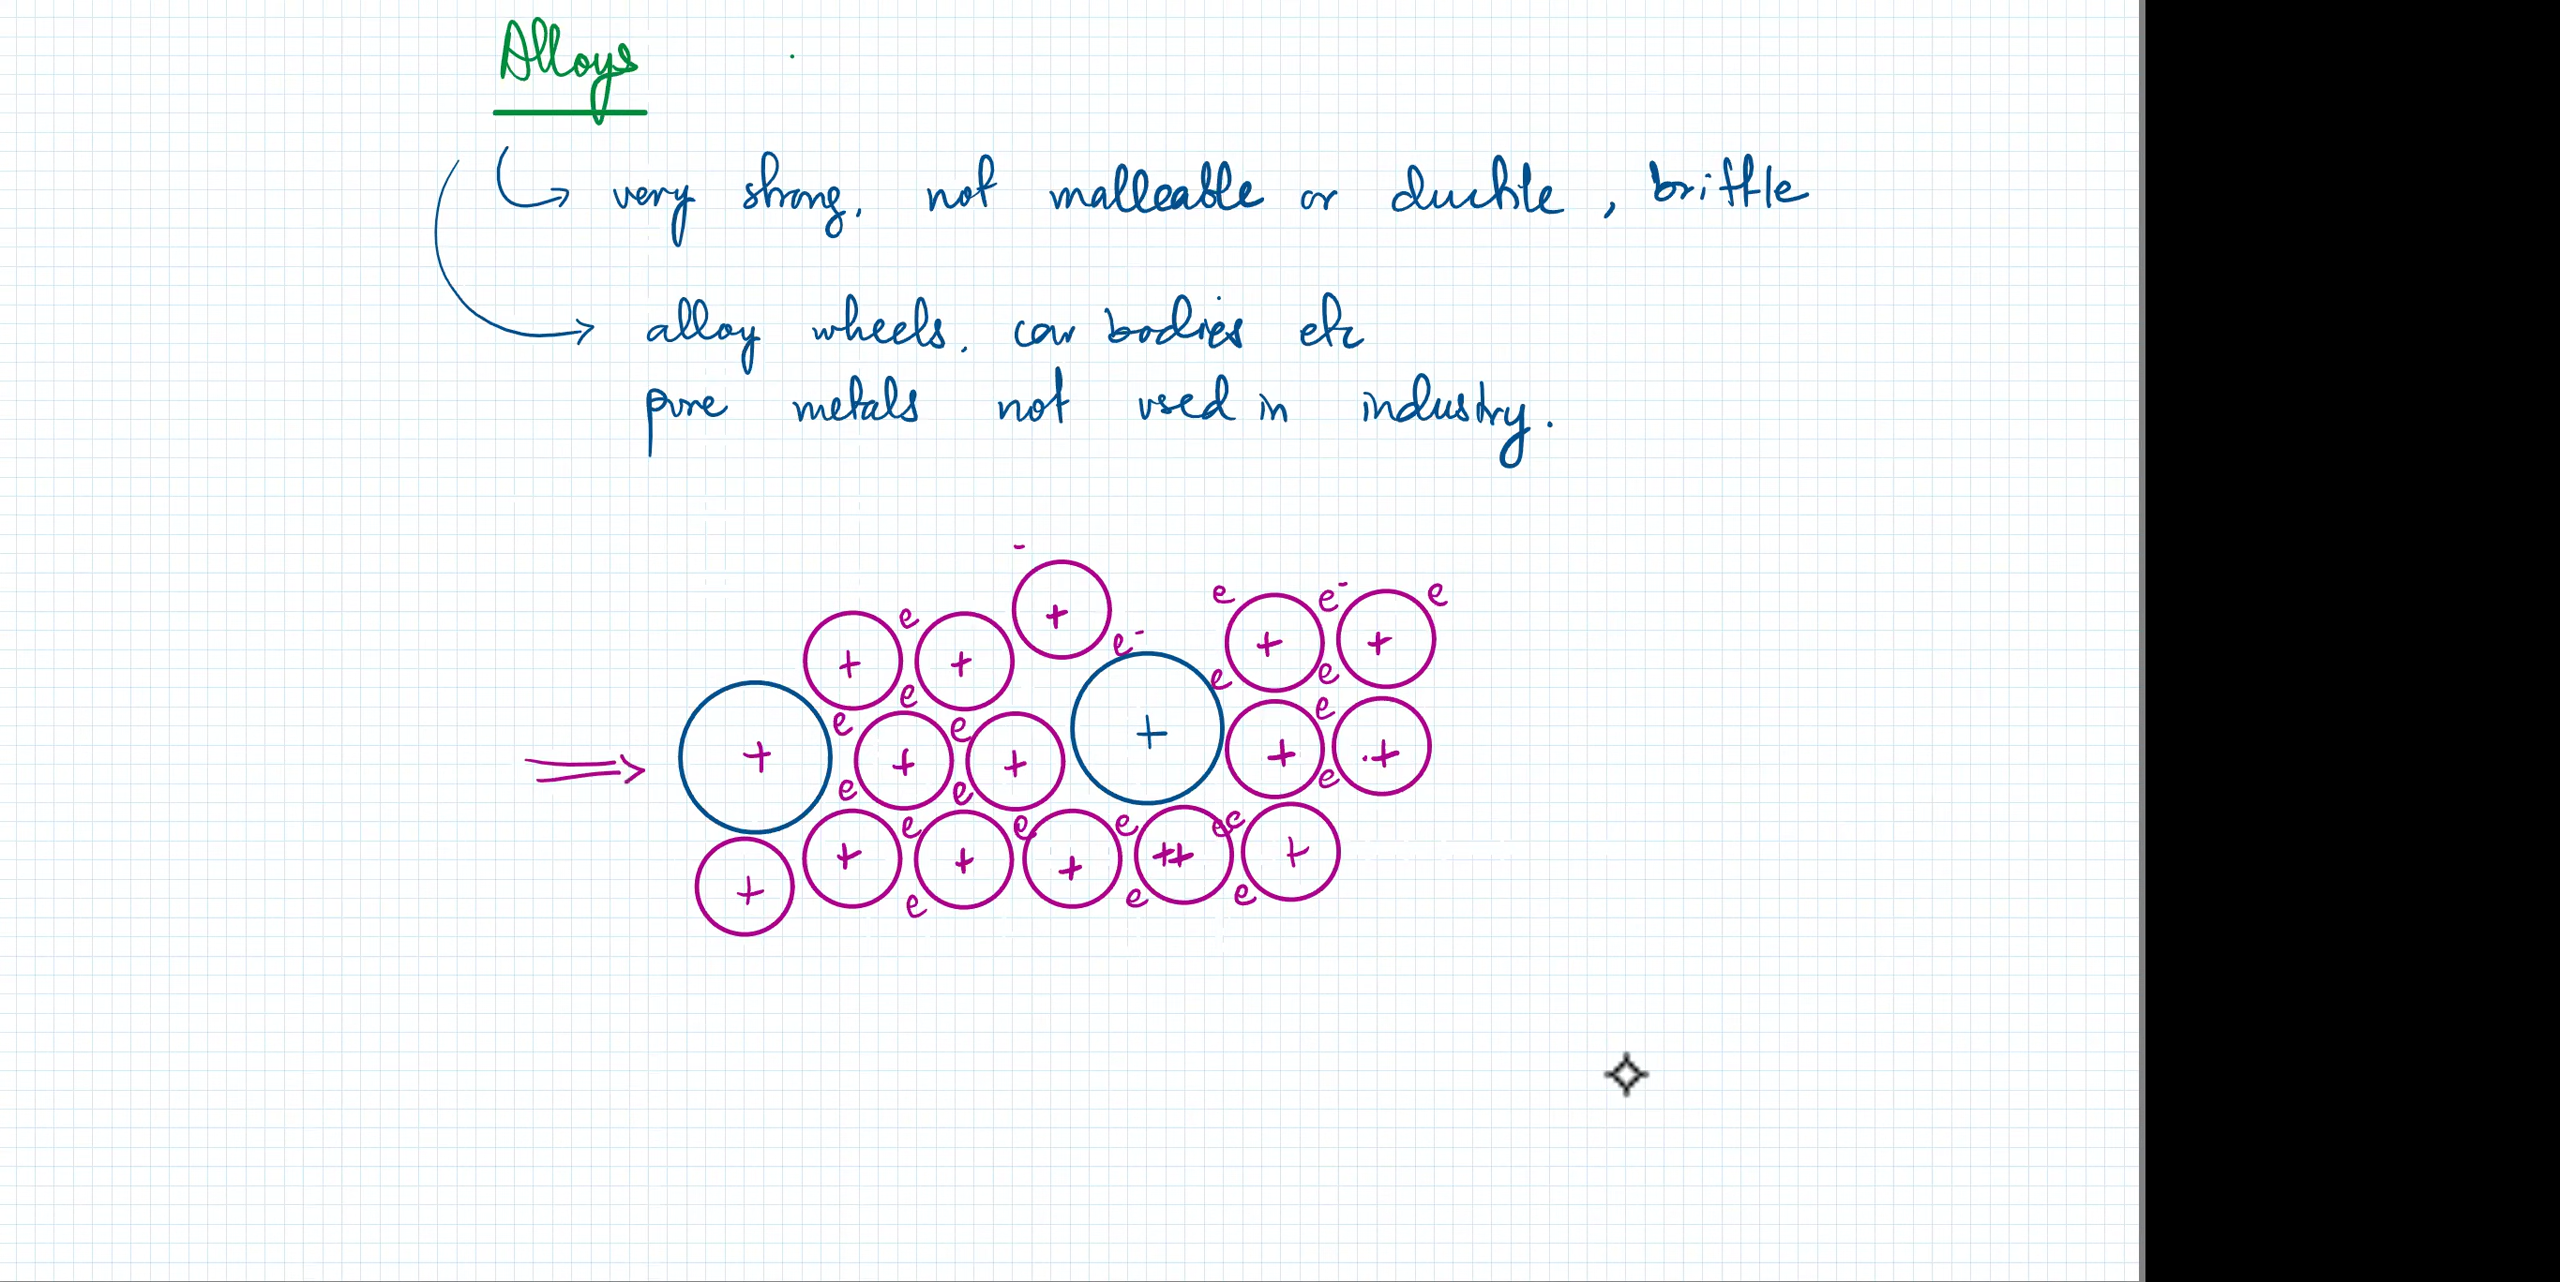 Alloys
very strong, not malleable or ductile, brittle
alloy wheels, car bodies etc
pure metals not used in industry.
-
+
e e⁻ e
e
+ + e⁻ + +
e e e
e e + e
+ + + + + .+
e e e
e e e e c
+ + + + ++ +
e e e